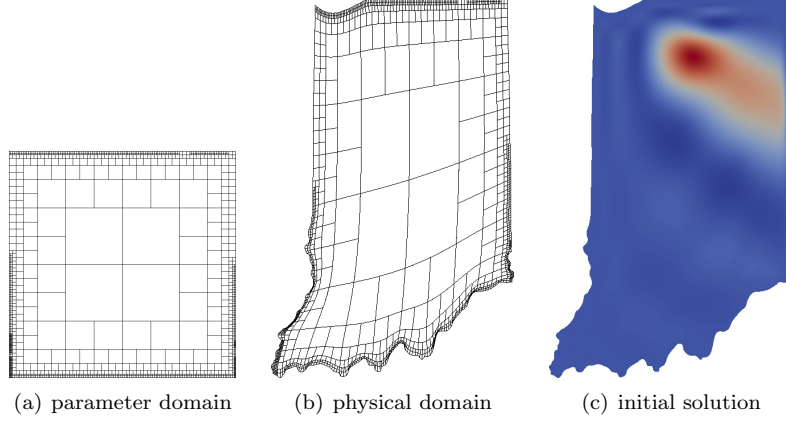 (a) parameter domain
(b) physical domain
(c) initial solution